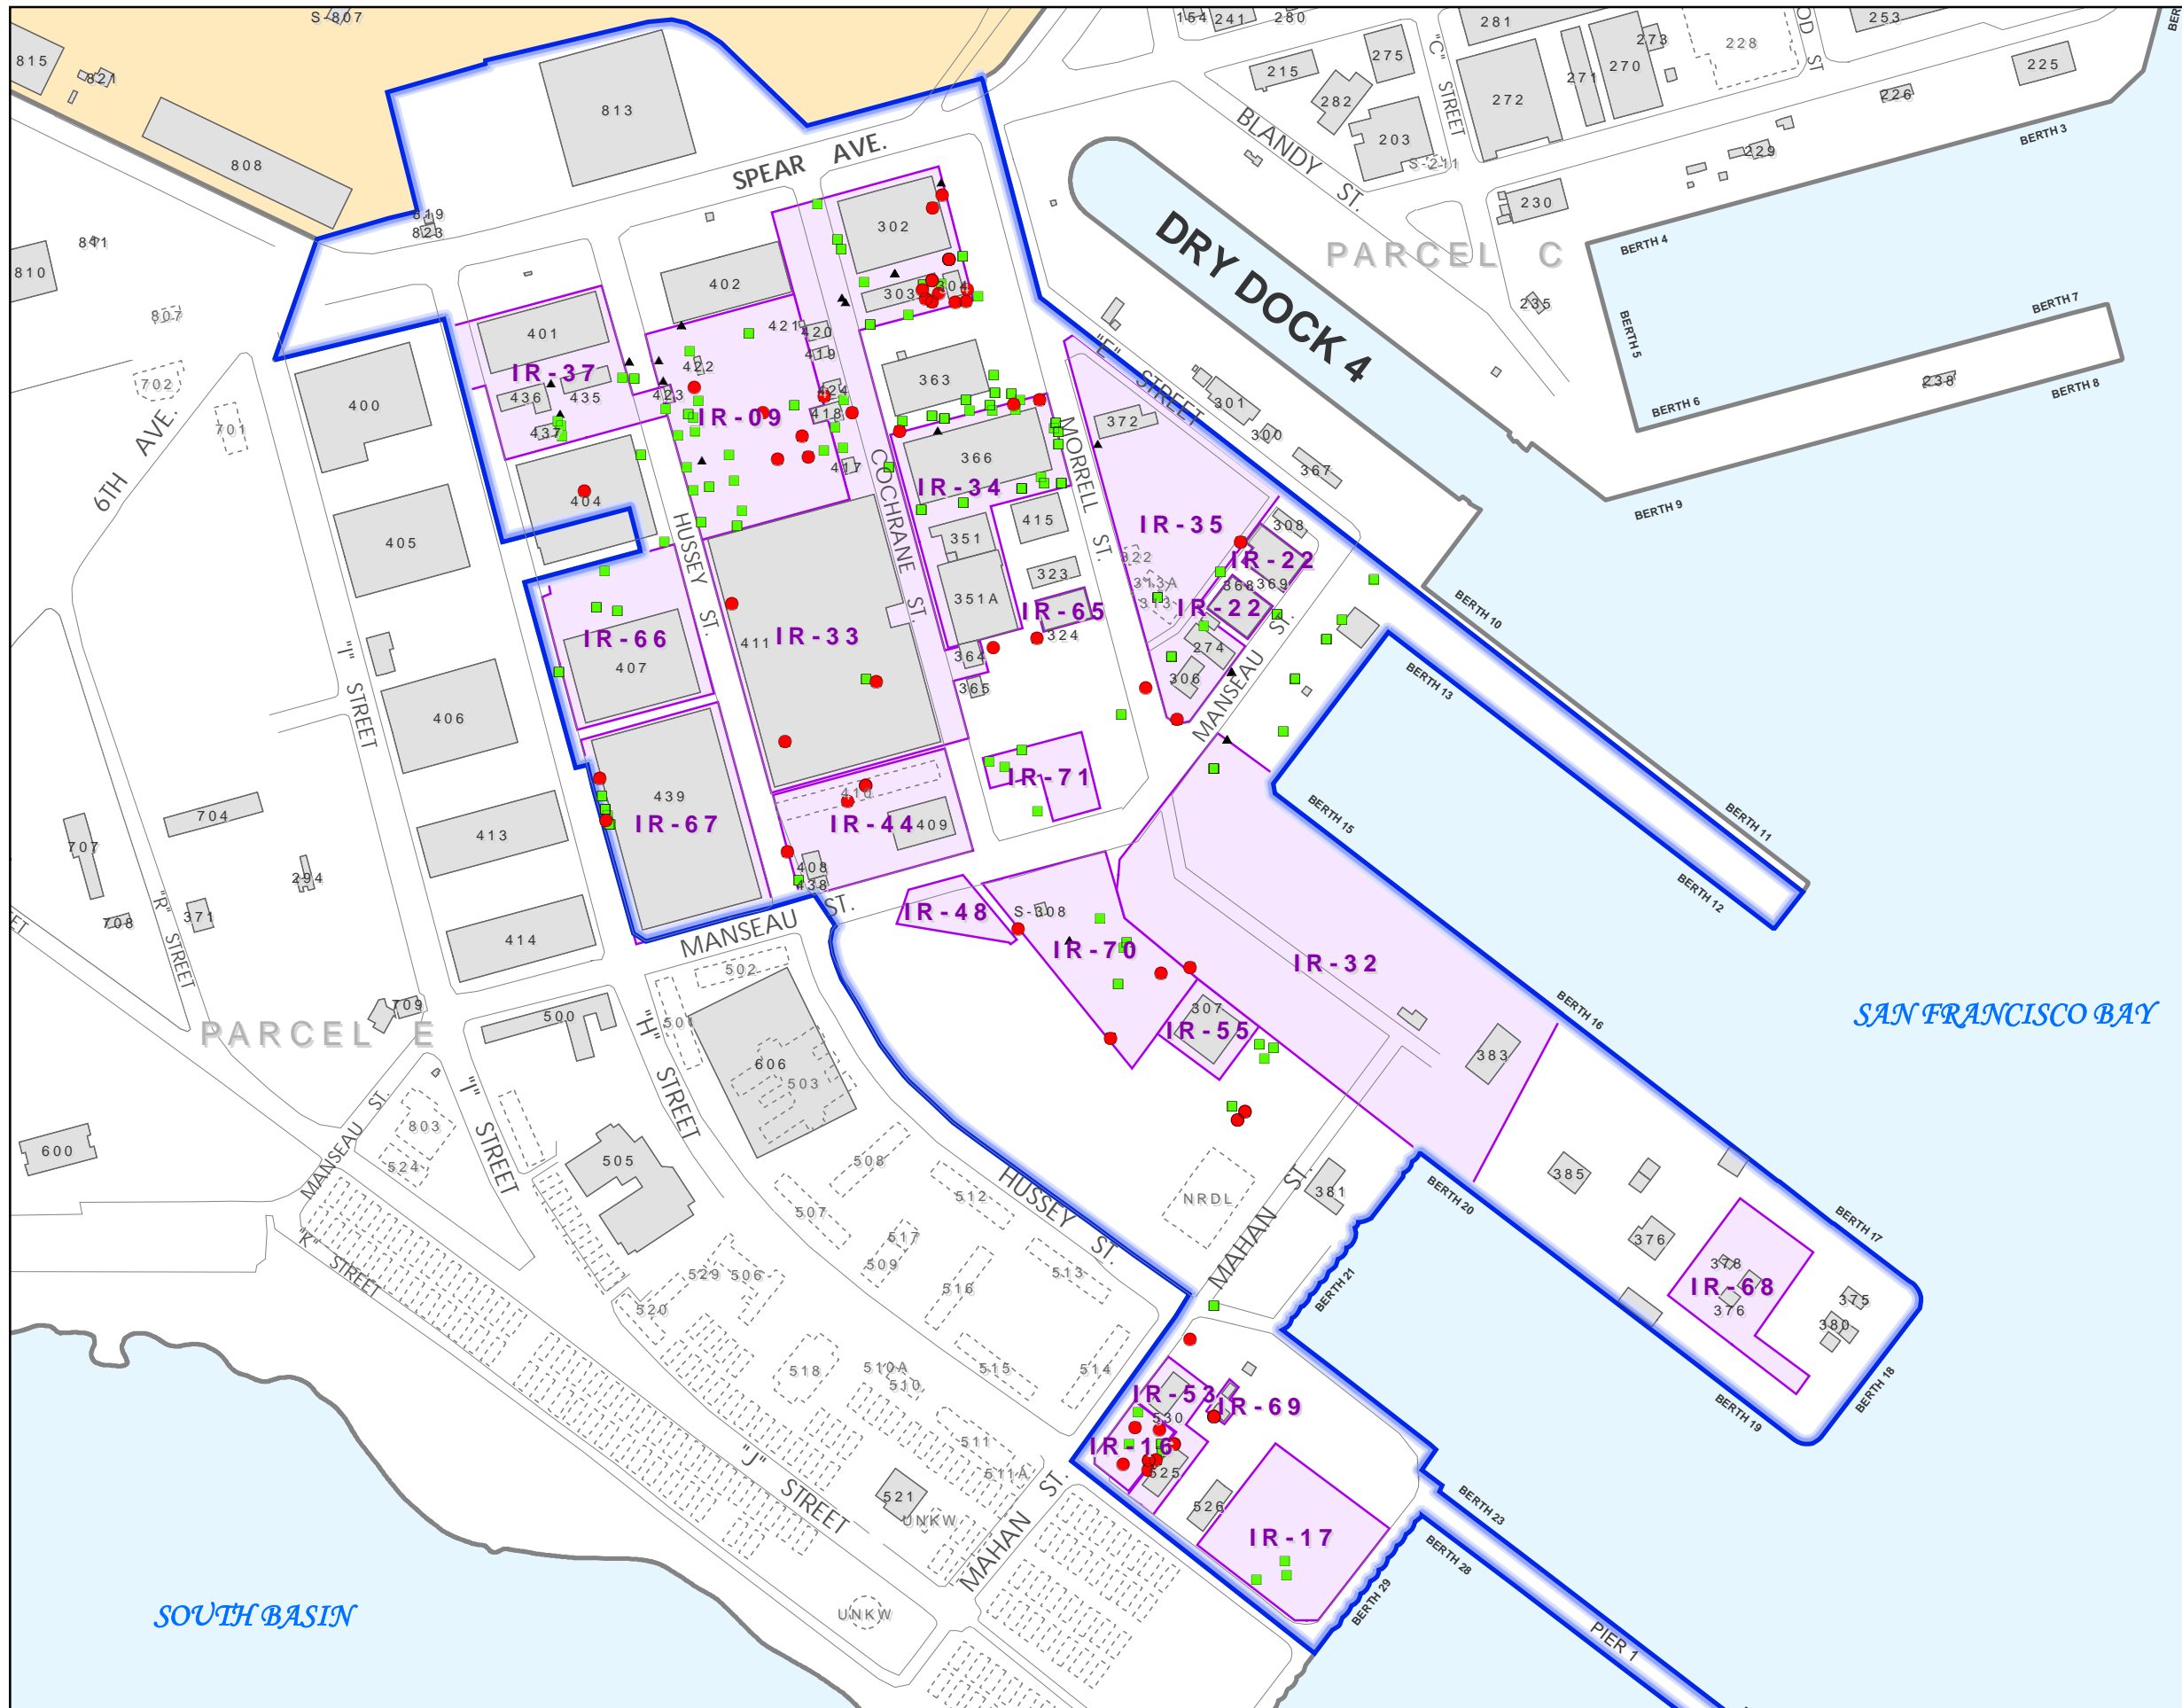 S-807
154
241
280
281
253
815
821
813
215
275
"C" STREET
273
228
225
282
272
271
270
226
808
SPEAR AVE.
BLANDY ST.
203
S-211
229
BERTH 3
819
823
302
230
841
810
DRY DOCK 4
PARCEL C
BERTH 4
402
303
304
235
BERTH 7
807
401
421
420
BERTH 5
419
"E" STREET
702
IR-37
422
363
238
BERTH 8
400
436
435
423
424
301
BERTH 6
6TH AVE.
701
437
IR-09
418
372
300
366
MORRELL ST.
417
367
404
COCHRANE ST.
IR-34
BERTH 9
405
HUSSEY ST.
415
IR-35
308
351
322
IR-22
323
313A
368
369
351A
313
IR-22
BERTH 10
IR-65
IR-66
411
IR-33
324
407
364
274
"I" STREET
365
306
MANSEAU ST.
BERTH 13
406
IR-71
439
410
704
IR-67
IR-44
409
BERTH 15
BERTH 11
413
707
408
294
438
BERTH 12
"R" STREET
371
708
MANSEAU ST.
IR-48
S-308
414
IR-70
502
IR-32
709
500
501
307
BERTH 16
SAN FRANCISCO BAY
PARCEL E
"H" STREET
IR-55
606
503
383
"I" STREET
803
600
MANSEAU ST.
524
505
508
385
HUSSEY ST
512
NRDL
MAHAN ST.
381
BERTH 20
507
BERTH 17
517
376
"K" STREET
509
513
378
529
506
516
BERTH 21
IR-68
375
520
376
380
518
510A
515
514
510
IR-53
IR-69
BERTH 18
BERTH 19
530
511
IR-16
511A
525
"J" STREET
521
526
BERTH 23
UNKW
MAHAN ST.
IR-17
BERTH 28
BERTH 29
SOUTH BASIN
UNKW
PIER 1